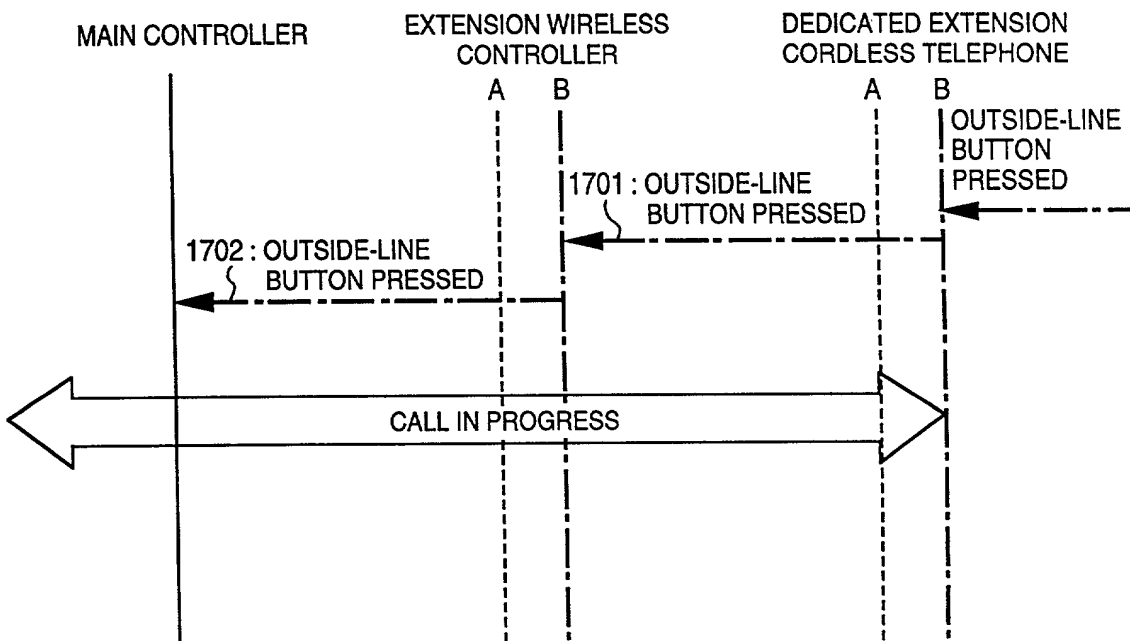 MAIN CONTROLLER
EXTENSION WIRELESS
CONTROLLER
DEDICATED EXTENSION
CORDLESS TELEPHONE
A B
A B
OUTSIDE-LINE
BUTTON
PRESSED
1701 : OUTSIDE-LINE
BUTTON PRESSED
1702 : OUTSIDE-LINE
BUTTON PRESSED
CALL IN PROGRESS